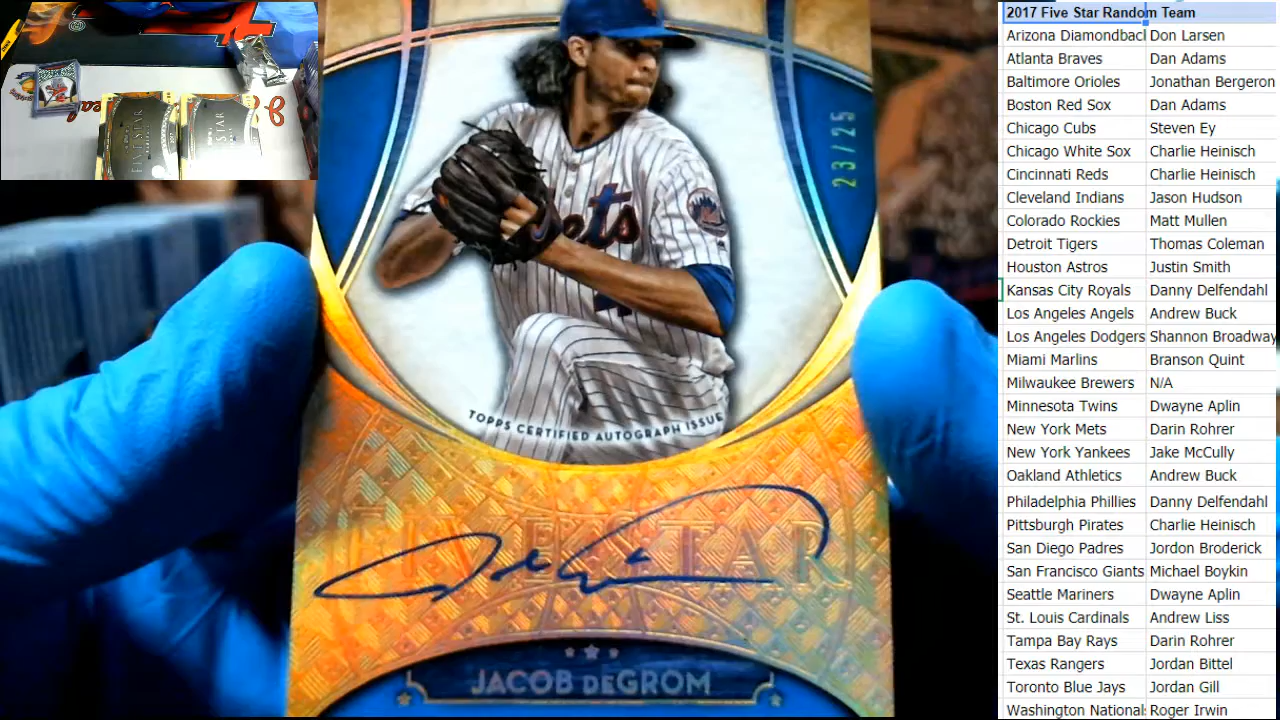 2017 Five Star Random Team
Arizona Diamondbacl Don Larsen
Atlanta Braves Dan Adams
Baltimore Orioles Jonathan Bergeron
Boston Red Sox Dan Adams
Chicago Cubs Steven Ey
Chicago White Sox Charlie Heinisch
Cincinnati Reds Charlie Heinisch
Cleveland Indians Jason Hudson
Colorado Rockies Matt Mullen
Detroit Tigers Thomas Coleman
Houston Astros Justin Smith
Kansas City Royals Danny Delfendahl
Los Angeles Angels Andrew Buck
Los Angeles Dodgers Shannon Broadway
Miami Marlins Branson Quint
Milwaukee Brewers N/A
Minnesota Twins Dwayne Aplin
New York Mets Darin Rohrer
New York Yankees Jake McCully
Oakland Athletics Andrew Buck
Philadelphia Phillies Danny Delfendahl
Pittsburgh Pirates Charlie Heinisch
San Diego Padres Jordon Broderick
San Francisco Giants Michael Boykin
Seattle Mariners Dwayne Aplin
St. Louis Cardinals Andrew Liss
Tampa Bay Rays Darin Rohrer
Texas Rangers Jordan Bittel
Toronto Blue Jays Jordan Gill
Washington National Roger Irwin
23/25
Mets
TOPPS CERTIFIED AUTOGRAPH ISSUE
FIVE STAR
JACOB deGROM
FIVE STAR
STAR